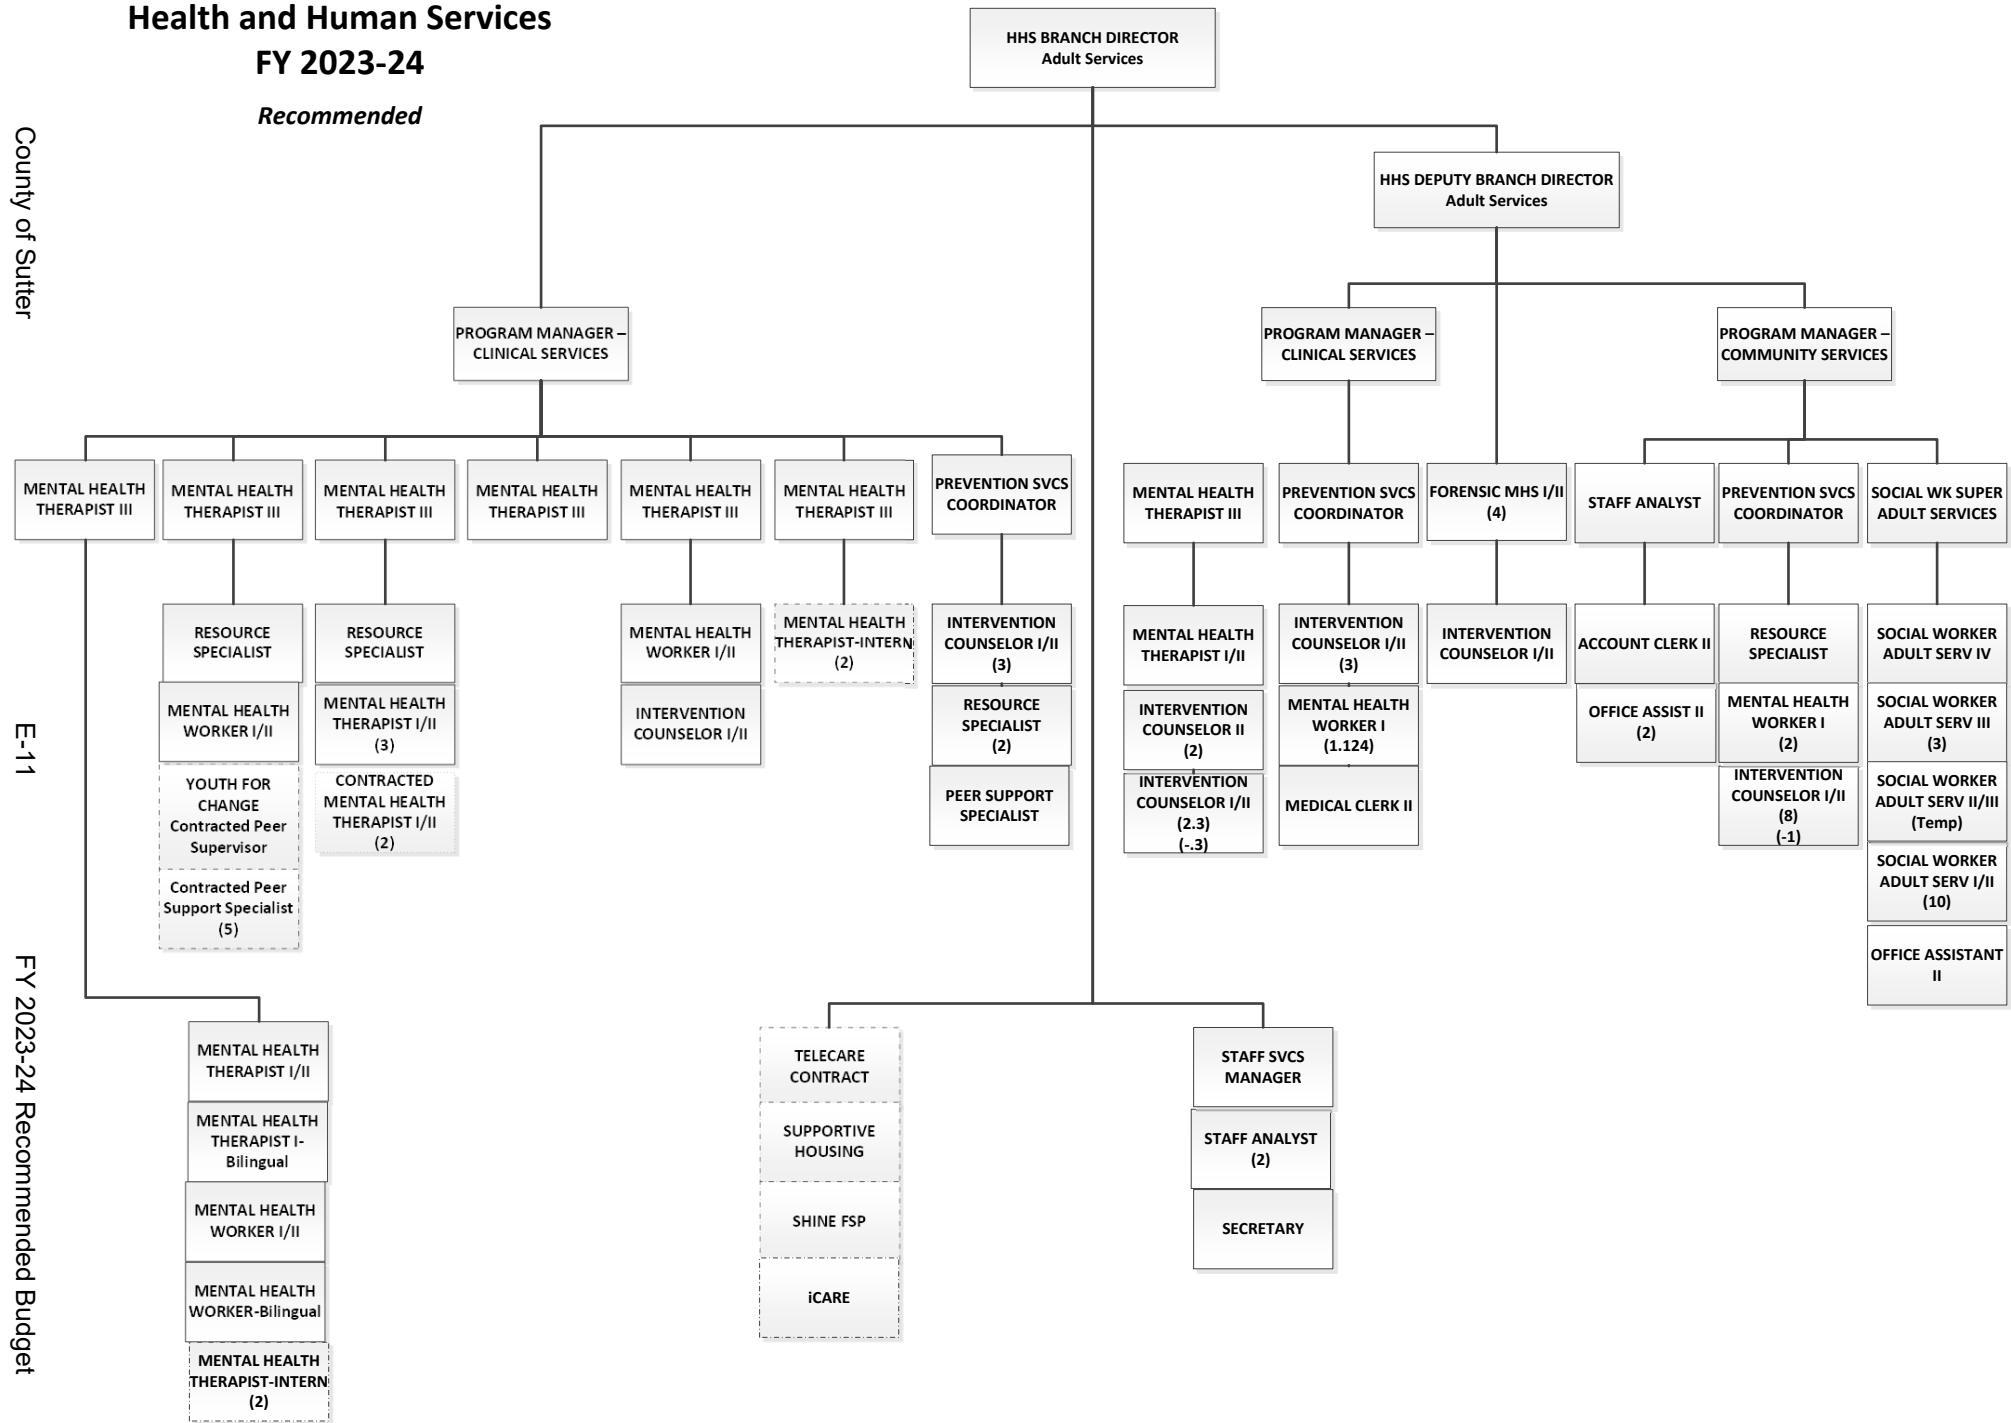 Health and Human Services
FY 2023-24
Recommended
County of Sutter
E-11
FY 2023-24 Recommended Budget
HHS BRANCH DIRECTOR
Adult Services
HHS DEPUTY BRANCH DIRECTOR
Adult Services
PROGRAM MANAGER –
CLINICAL SERVICES
PROGRAM MANAGER –
CLINICAL SERVICES
PROGRAM MANAGER –
COMMUNITY SERVICES
MENTAL HEALTH
THERAPIST III
MENTAL HEALTH
THERAPIST III
MENTAL HEALTH
THERAPIST III
MENTAL HEALTH
THERAPIST III
MENTAL HEALTH
THERAPIST III
MENTAL HEALTH
THERAPIST III
PREVENTION SVCS
COORDINATOR
MENTAL HEALTH
THERAPIST III
PREVENTION SVCS
COORDINATOR
FORENSIC MHS I/II
(4)
STAFF ANALYST
PREVENTION SVCS
COORDINATOR
SOCIAL WK SUPER
ADULT SERVICES
RESOURCE
SPECIALIST
MENTAL HEALTH
WORKER I/II
YOUTH FOR
CHANGE
Contracted Peer
Supervisor
Contracted Peer
Support Specialist
(5)
RESOURCE
SPECIALIST
MENTAL HEALTH
THERAPIST I/II
(3)
CONTRACTED
MENTAL HEALTH
THERAPIST I/II
(2)
MENTAL HEALTH
WORKER I/II
INTERVENTION
COUNSELOR I/II
MENTAL HEALTH
THERAPIST-INTERN
(2)
INTERVENTION
COUNSELOR I/II
(3)
RESOURCE
SPECIALIST
(2)
PEER SUPPORT
SPECIALIST
MENTAL HEALTH
THERAPIST I/II
INTERVENTION
COUNSELOR II
(2)
INTERVENTION
COUNSELOR I/II
(2.3)
(-.3)
INTERVENTION
COUNSELOR I/II
(3)
MENTAL HEALTH
WORKER I
(1.124)
MEDICAL CLERK II
INTERVENTION
COUNSELOR I/II
ACCOUNT CLERK II
OFFICE ASSIST II
(2)
RESOURCE
SPECIALIST
MENTAL HEALTH
WORKER I
(2)
INTERVENTION
COUNSELOR I/II
(8)
(-1)
SOCIAL WORKER
ADULT SERV IV
SOCIAL WORKER
ADULT SERV III
(3)
SOCIAL WORKER
ADULT SERV II/III
(Temp)
SOCIAL WORKER
ADULT SERV I/II
(10)
OFFICE ASSISTANT
II
MENTAL HEALTH
THERAPIST I/II
MENTAL HEALTH
THERAPIST I-
Bilingual
MENTAL HEALTH
WORKER I/II
MENTAL HEALTH
WORKER-Bilingual
MENTAL HEALTH
THERAPIST-INTERN
(2)
TELECARE
CONTRACT
SUPPORTIVE
HOUSING
SHINE FSP
iCARE
STAFF SVCS
MANAGER
STAFF ANALYST
(2)
SECRETARY